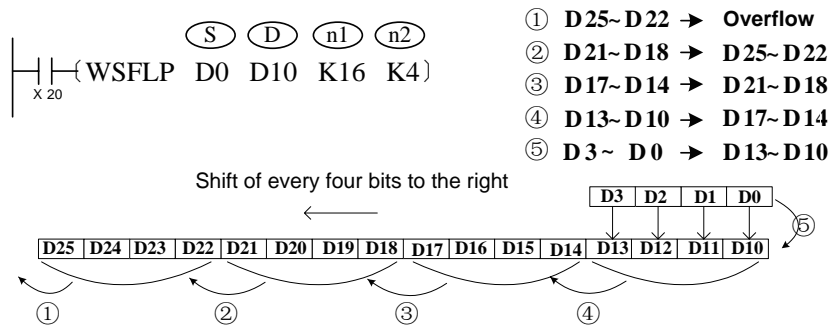 S D n1 n2
WSFLP D0 D10 K16 K4
X 20
① D25~D22 → Overflow
② D21~D18 → D25~D22
③ D17~D14 → D21~D18
④ D13~D10 → D17~D14
⑤ D3~ D0 → D13~D10
Shift of every four bits to the right
D3 D2 D1 D0
⑤
D25 D24 D23 D22 D21 D20 D19 D18 D17 D16 D15 D14 D13 D12 D11 D10
① ② ③ ④